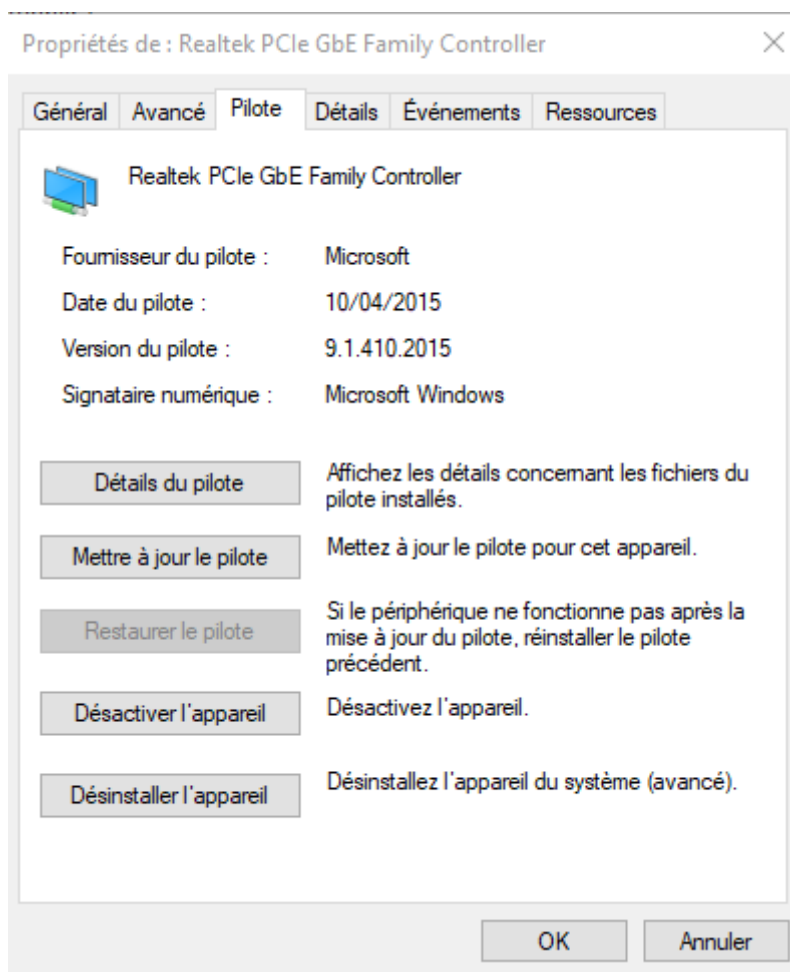 Propriétés de : Realtek PCIe GbE Family Controller
Général Avancé Pilote Détails Événements Ressources
Realtek PCIe GbE Family Controller
Fournisseur du pilote : Microsoft
Date du pilote : 10/04/2015
Version du pilote : 9.1.410.2015
Signataire numérique : Microsoft Windows
Détails du pilote
Affichez les détails concernant les fichiers du
pilote installés.
Mettre à jour le pilote
Mettez à jour le pilote pour cet appareil.
Restaurer le pilote
Si le périphérique ne fonctionne pas après la
mise à jour du pilote, réinstaller le pilote
précédent.
Désactiver l'appareil
Désactivez l'appareil.
Désinstaller l'appareil
Désinstallez l'appareil du système (avancé).
OK Annuler